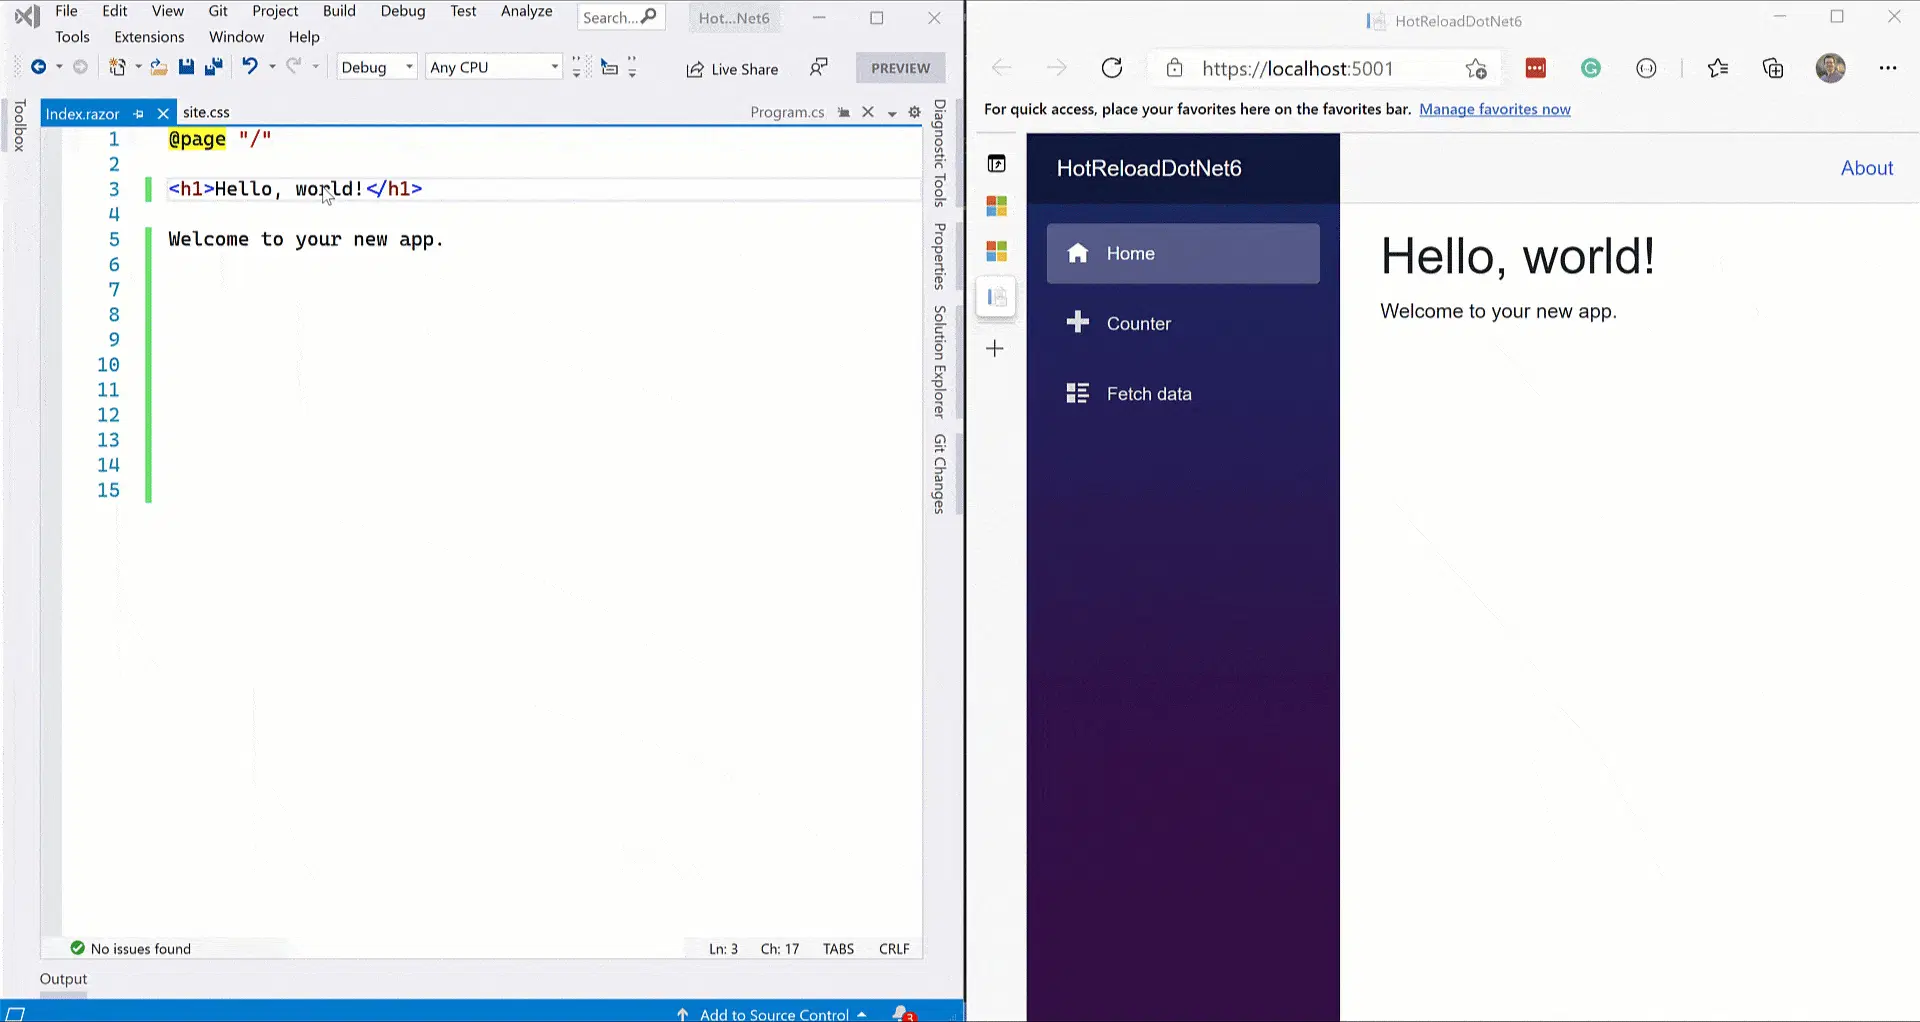 File Edit View Git Project Build Debug Test Analyze Search... Hot...Net6
Tools Extensions Window Help
Debug Any CPU Live Share PREVIEW
Toolbox
Index.razor site.css Program.cs
1 @page "/"
2
3 <h1>Hello, world!</h1>
4
5 Welcome to your new app.
6
7
8
9
10
11
12
13
14
15
Diagnostic Tools
Properties
Solution Explorer
Git Changes
No issues found Ln: 3 Ch: 17 TABS CRLF
Output
Add to Source Control 3
HotReloadDotNet6
https://localhost:5001
For quick access, place your favorites here on the favorites bar. Manage favorites now
HotReloadDotNet6
About
Home
Counter
Fetch data
Hello, world!
Welcome to your new app.